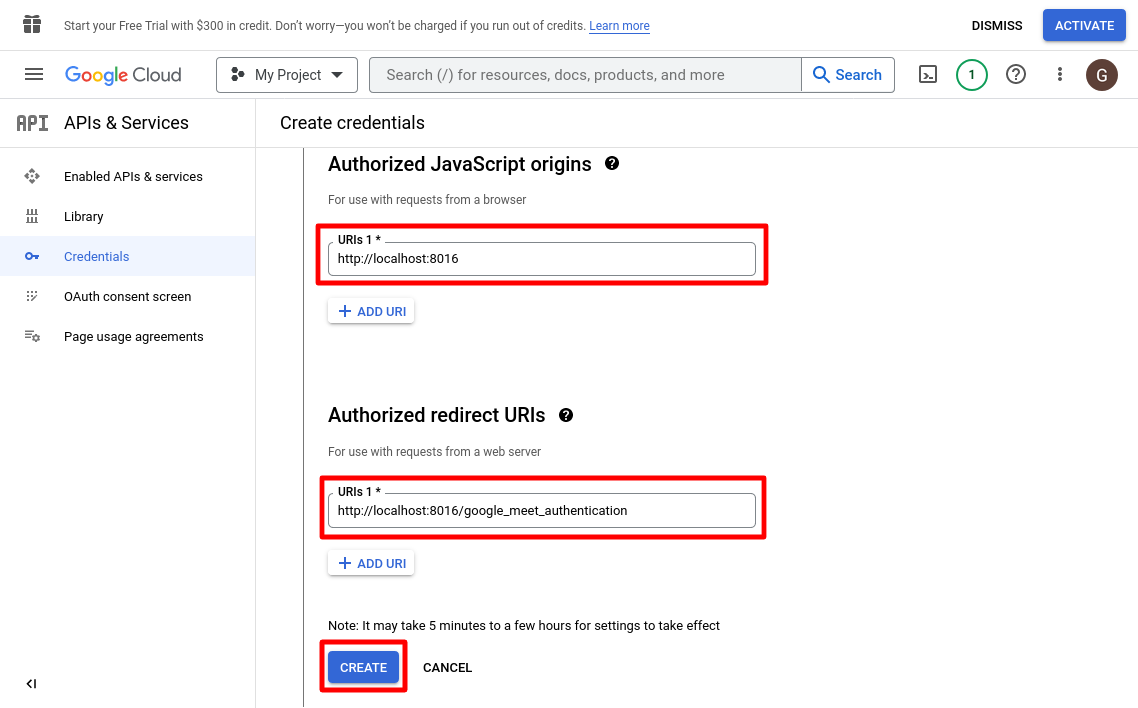 Start your Free Trial with $300 in credit. Don’t worry—you won’t be charged if you run out of credits. Learn more
DISMISS
ACTIVATE
Google Cloud
My Project
Search (/) for resources, docs, products, and more
Search
1
G
API
APIs & Services
Create credentials
Enabled APIs & services
Library
Credentials
OAuth consent screen
Page usage agreements
Authorized JavaScript origins
For use with requests from a browser
URIs 1 *
http://localhost:8016
ADD URI
Authorized redirect URIs
For use with requests from a web server
URIs 1 *
http://localhost:8016/google_meet_authentication
ADD URI
Note: It may take 5 minutes to a few hours for settings to take effect
CREATE
CANCEL